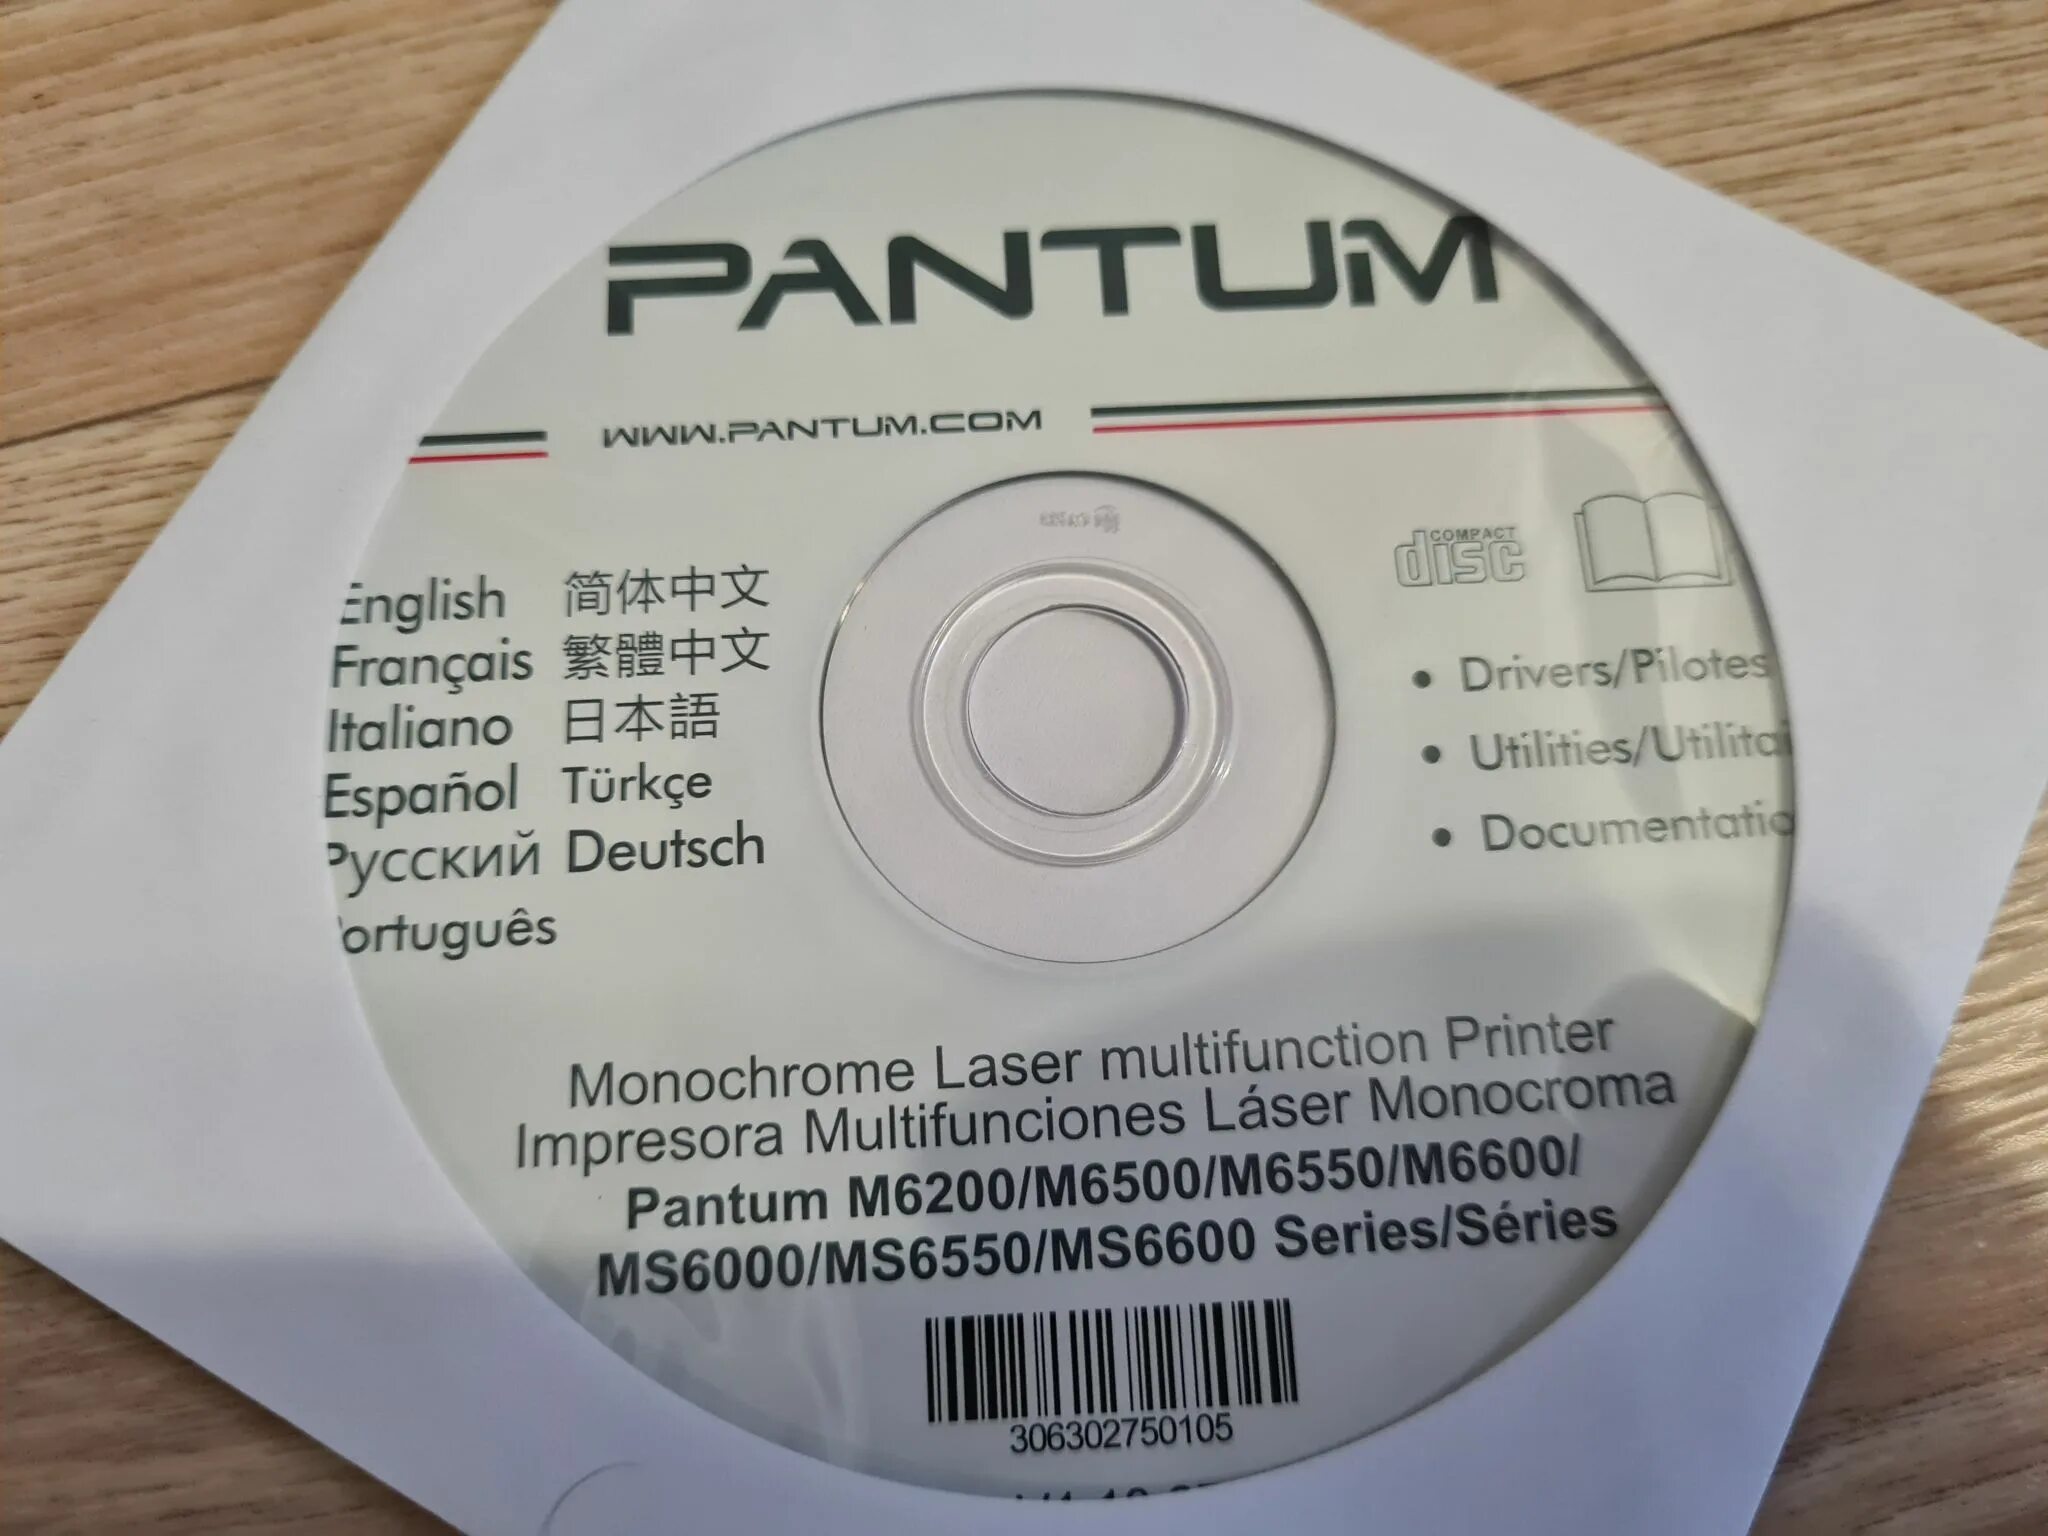 PANTUM
WWW.PANTUM.COM
COMPACT
disc
English 简体中文
Français 繁體中文
Italiano 日本語
Español Türkçe
Русский Deutsch
ortuguês
• Drivers/Pilotes
• Utilities/Utilitai
• Documentatio
Monochrome Laser multifunction Printer
Impresora Multifunciones Láser Monocroma
Pantum M6200/M6500/M6550/M6600/
MS6000/MS6550/MS6600 Series/Séries
306302750105